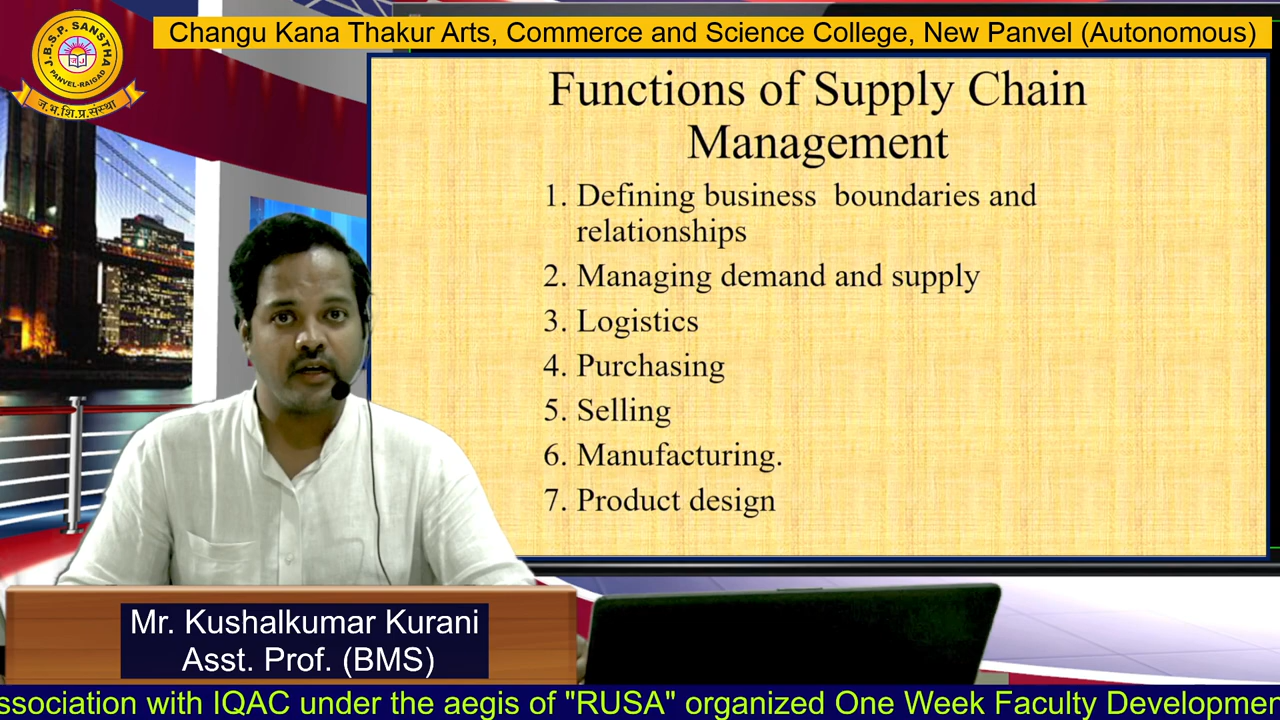 Changu Kana Thakur Arts, Commerce and Science College, New Panvel (Autonomous)
J.B.S.P. SANSTHA
PANVEL-RAIGAD
ज.भ.शि.प्र.संस्था
Functions of Supply Chain
Management
1. Defining business  boundaries and
relationships
2. Managing demand and supply
3. Logistics
4. Purchasing
5. Selling
6. Manufacturing.
7. Product design
Mr. Kushalkumar Kurani
Asst. Prof. (BMS)
ssociation with IQAC under the aegis of "RUSA" organized One Week Faculty Developmen